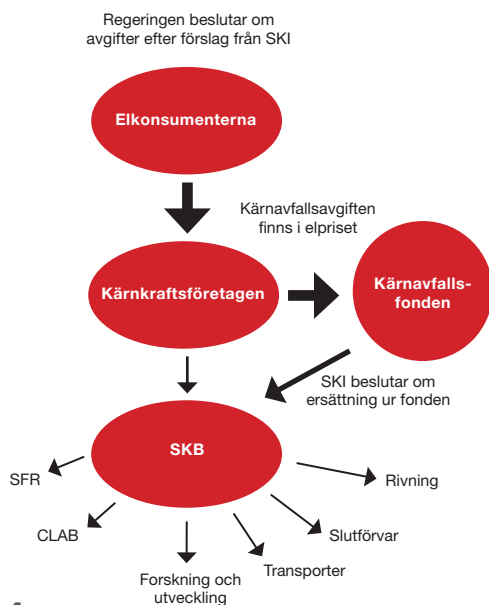 Regeringen beslutar om
avgifter efter förslag från SKI
Elkonsumenterna
Kärnavfallsavgiften
finns i elpriset
Kärnkraftsföretagen
Kärnavfalls-
fonden
SKI beslutar om
ersättning ur fonden
SKB
SFR
Rivning
CLAB
Slutförvar
Transporter
Forskning och
utveckling